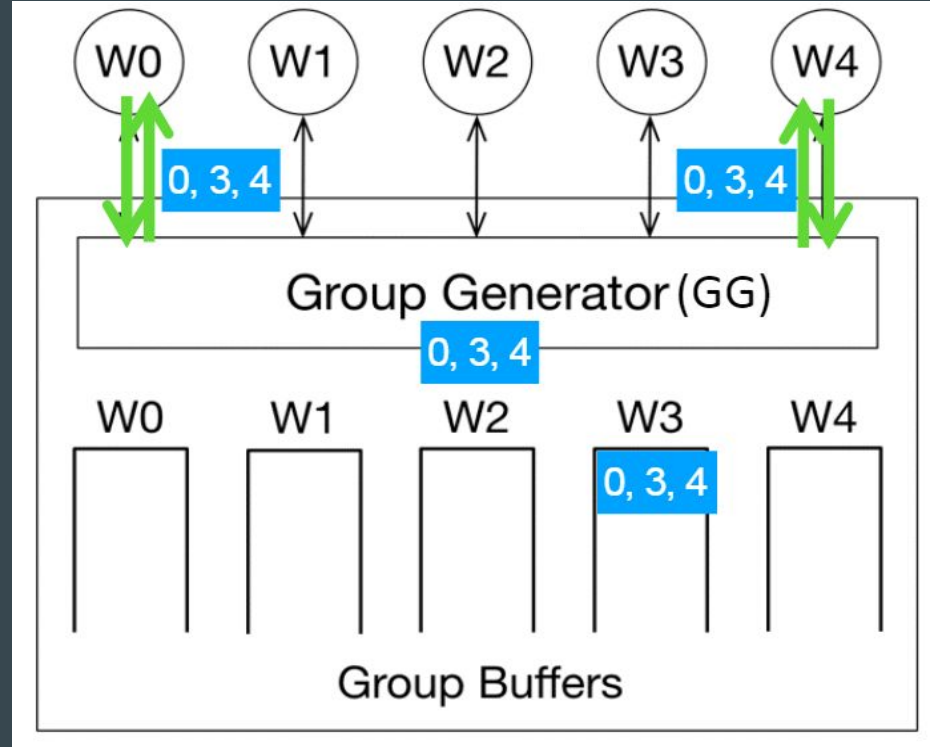 W0 W1 W2 W3 W4
0, 3, 4 0, 3, 4
Group Generator (GG)
0, 3, 4
W0 W1 W2 W3 W4
0, 3, 4
Group Buffers